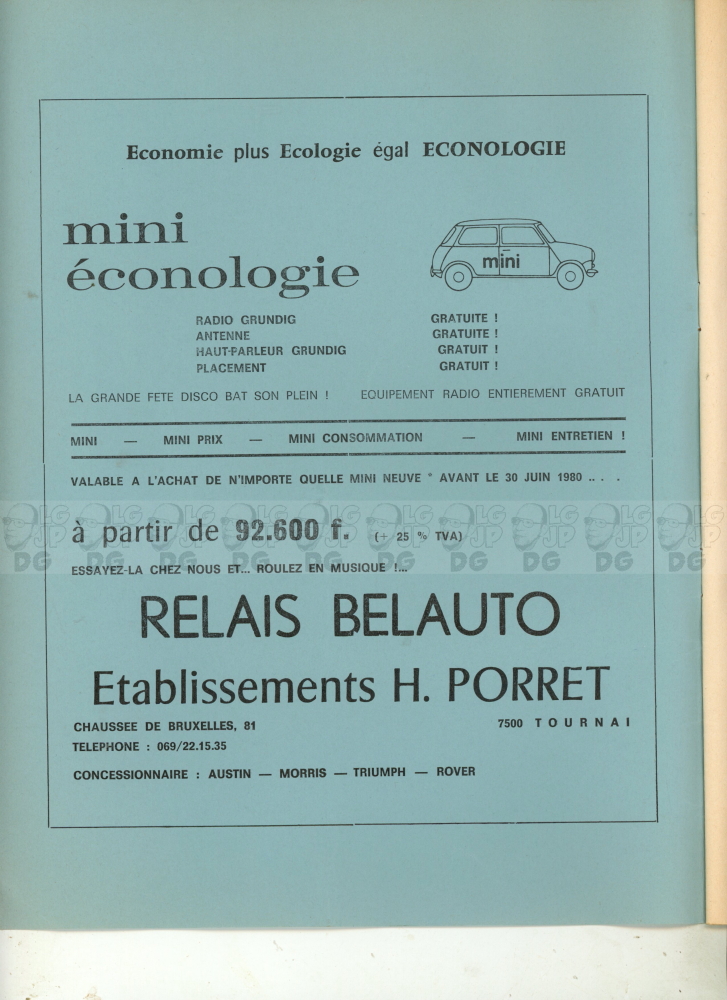 Economie plus Ecologie égal ECONOLOGIE
mini
éconologie
mini
RADIO GRUNDIG GRATUITE !
ANTENNE GRATUITE !
HAUT-PARLEUR GRUNDIG GRATUIT !
PLACEMENT GRATUIT !
LA GRANDE FETE DISCO BAT SON PLEIN ! EQUIPEMENT RADIO ENTIEREMENT GRATUIT
MINI — MINI PRIX — MINI CONSOMMATION — MINI ENTRETIEN !
VALABLE A L'ACHAT DE N'IMPORTE QUELLE MINI NEUVE * AVANT LE 30 JUIN 1980 .. . .
à partir de 92.600 f. (+ 25 % TVA)
ESSAYEZ-LA CHEZ NOUS ET... ROULEZ EN MUSIQUE !...
RELAIS BELAUTO
Etablissements H. PORRET
CHAUSSEE DE BRUXELLES, 81 7500 TOURNAI
TELEPHONE : 069/22.15.35
CONCESSIONNAIRE : AUSTIN — MORRIS — TRIUMPH — ROVER